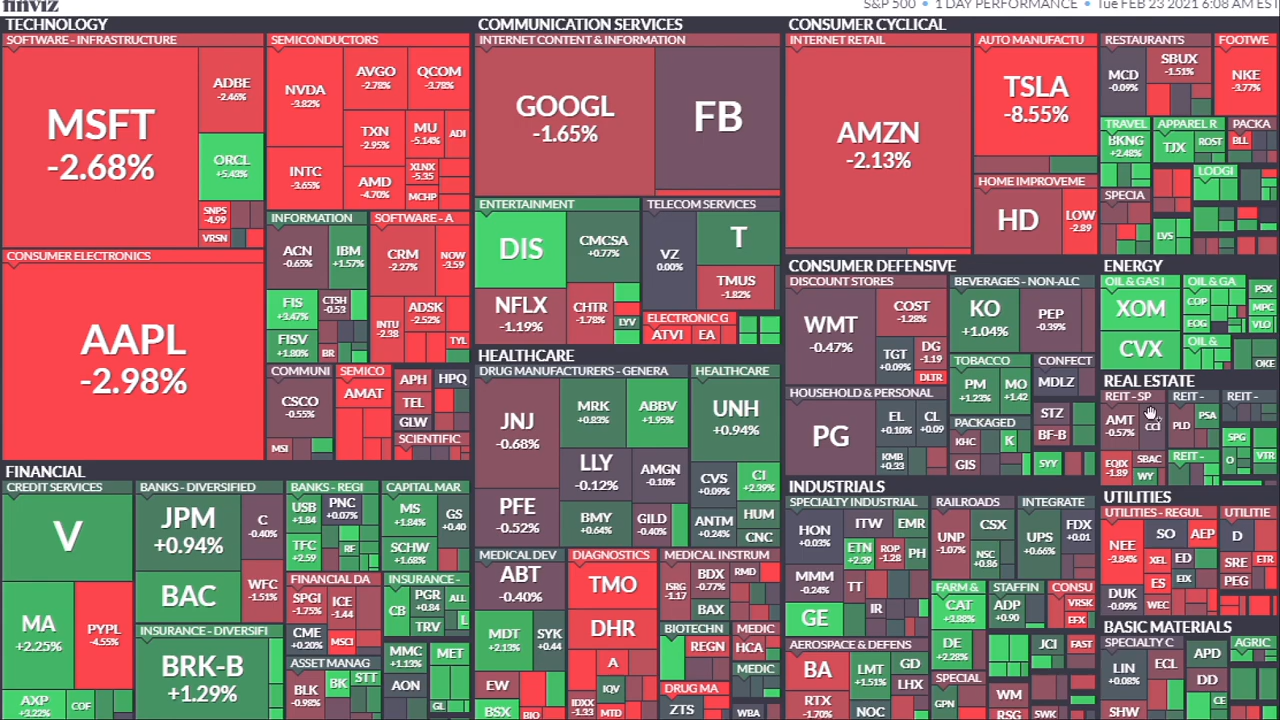 finviz
S&P 500 • 1 DAY PERFORMANCE • Tue FEB 23 2021 6:08 AM EST
TECHNOLOGY
SOFTWARE - INFRASTRUCTURE
MSFT
-2.68%
ADBE
-2.46%
ORCL
+5.43%
SNPS
-4.99
VRSN
SEMICONDUCTORS
NVDA
-3.82%
AVGO
-2.78%
QCOM
-3.78%
TXN
-2.95%
MU
-5.14%
ADI
INTC
-3.65%
AMD
-4.70%
XLNX
-5.35
MCHP
CONSUMER ELECTRONICS
AAPL
-2.98%
INFORMATION
ACN
-0.65%
IBM
+1.57%
FIS
+3.47%
CTSH
-0.53
FISV
+1.80%
BR
SOFTWARE - A
CRM
-2.27%
NOW
-3.59
INTU
-2.38
ADSK
-2.52%
TYL
COMMUNI
CSCO
-0.55%
MSI
SEMICO
AMAT
APH
HPQ
TEL
GLW
SCIENTIFIC
COMMUNICATION SERVICES
INTERNET CONTENT & INFORMATION
GOOGL
-1.65%
FB
ENTERTAINMENT
DIS
CMCSA
+0.77%
NFLX
-1.19%
CHTR
-1.78%
LYV
TELECOM SERVICES
VZ
0.00%
T
TMUS
-1.82%
ELECTRONIC G
ATVI
EA
CONSUMER CYCLICAL
INTERNET RETAIL
AMZN
-2.13%
AUTO MANUFACTU
TSLA
-8.55%
HOME IMPROVEME
HD
LOW
-2.89
RESTAURANTS
MCD
-0.09%
SBUX
-1.51%
FOOTWE
NKE
-3.77%
TRAVEL
BKNG
+2.48%
APPAREL R
TJX
ROST
PACKA
BLL
LODGI
SPECIA
LVS
CONSUMER DEFENSIVE
DISCOUNT STORES
WMT
-0.47%
COST
-1.28%
TGT
+0.09%
DG
-1.19
DLTR
BEVERAGES - NON-ALC
KO
+1.04%
PEP
-0.39%
TOBACCO
PM
+1.23%
MO
+1.42
CONFECT
MDLZ
HOUSEHOLD & PERSONAL
PG
EL
+0.10%
CL
+0.09
KMB
+0.33
PACKAGED
KHC
K
GIS
STZ
BF-B
SYY
ENERGY
OIL & GAS I
XOM
CVX
OIL & GA
COP
EOG
OIL &
PSX
MPC
VLO
OKE
REAL ESTATE
REIT - SP
AMT
-0.57%
CCI
EQIX
-1.89
SBAC
WY
REIT -
PLD
PSA
REIT -
REIT -
SPG
O
VTR
HEALTHCARE
DRUG MANUFACTURERS - GENERA
JNJ
-0.68%
MRK
+0.83%
ABBV
+1.95%
LLY
-0.12%
AMGN
-0.10%
PFE
-0.52%
BMY
+0.64%
GILD
-0.40%
HEALTHCARE
UNH
+0.94%
CVS
+0.09%
CI
+2.39%
ANTM
+0.24%
HUM
CNC
MEDICAL DEV
ABT
-0.40%
MDT
+2.13%
SYK
+0.44
EW
BSX
BIO
DIAGNOSTICS
TMO
DHR
A
IQV
IDXX
-1.33
MTD
MEDICAL INSTRUM
ISRG
-1.17
BDX
-0.77%
RMD
BAX
BIOTECHN
REGN
MEDIC
HCA
MEDIC
DRUG MA
ZTS
WBA
FINANCIAL
CREDIT SERVICES
V
MA
+2.25%
PYPL
-4.55%
AXP
+3.22%
COF
BANKS - DIVERSIFIED
JPM
+0.94%
C
-0.40%
BAC
WFC
-1.51%
INSURANCE - DIVERSIFI
BRK-B
+1.29%
BANKS - REGI
USB
+1.84
PNC
+0.07%
TFC
+2.59
RF
CAPITAL MAR
MS
+1.84%
GS
+0.40
SCHW
+1.68%
FINANCIAL DA
SPGI
-1.75%
ICE
-1.44
CME
+0.20%
MSCI
INSURANCE -
CB
PGR
+0.84
ALL
TRV
L
ASSET MANAG
BLK
-0.98%
BK
STT
MMC
+1.13%
MET
AON
GL
INDUSTRIALS
SPECIALTY INDUSTRIAL
HON
+0.03%
ITW
EMR
ETN
+2.39
ROP
-1.28
PH
MMM
-0.24%
TT
GE
IR
RAILROADS
UNP
-1.07%
CSX
NSC
+0.86
INTEGRATE
UPS
+0.66%
FDX
+0.01
FARM &
CAT
+3.88%
DE
+2.28%
STAFFIN
ADP
+0.90
CONSU
VRSK
EFX
AEROSPACE & DEFENS
BA
LMT
+1.51%
GD
LHX
RTX
-1.70%
NOC
SPECIAL
GPN
JCI
FAST
WM
RSG
SWK
UTILITIES
UTILITIES - REGUL
NEE
-3.84%
SO
AEP
XEL
ED
DUK
-0.09%
ES
EIX
WEC
UTILITIE
D
SRE
ETR
PEG
BASIC MATERIALS
SPECIALTY C
LIN
+0.08%
ECL
SHW
APD
DD
CE
AGRIC